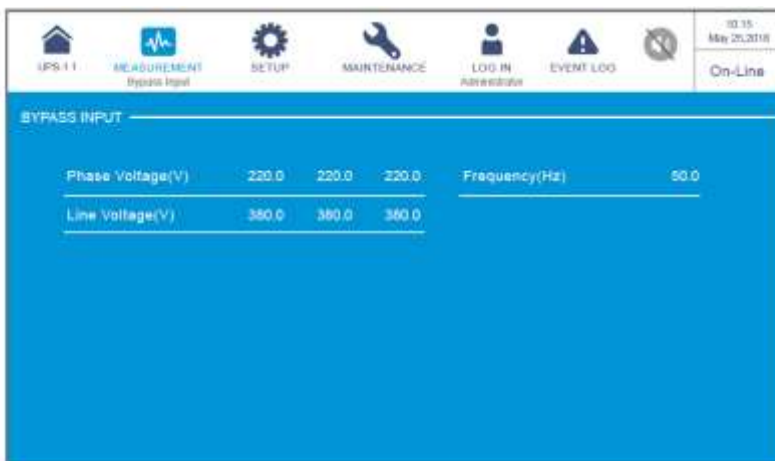 10:15
May 25,2018
UPS-1 1
MEASUREMENT
SETUP
MAINTENANCE
LOG IN
EVENT LOG
Bypass Input
Administrator
On-Line
BYPASS INPUT
Phase Voltage(V) 220.0 220.0 220.0 Frequency(Hz) 50.0
Line Voltage(V) 380.0 380.0 380.0